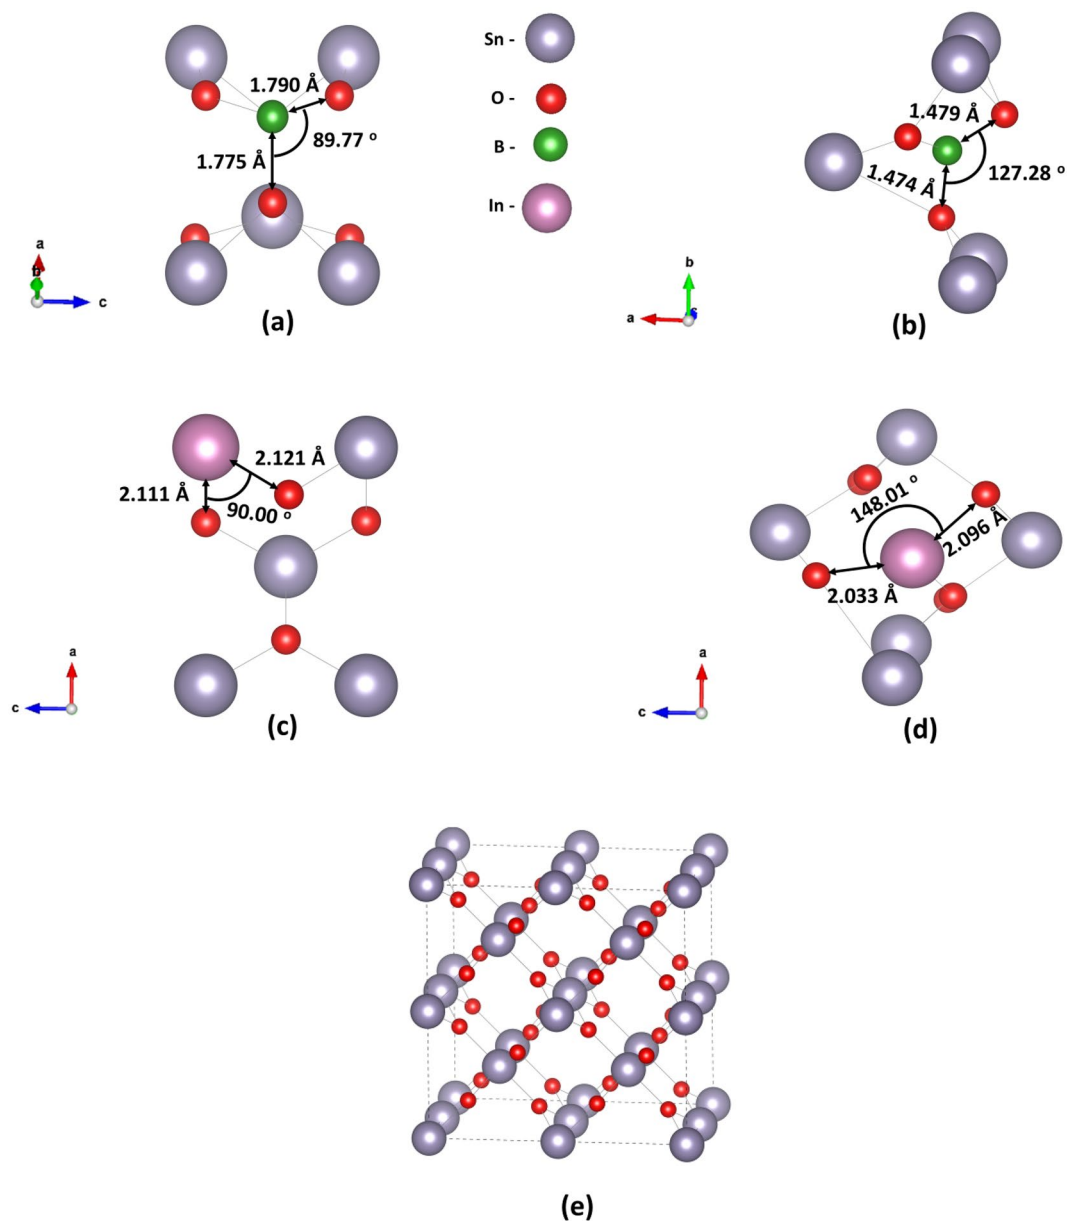 Sn -
O -
B -
In -
1.790 Å
89.77 o
1.775 Å
a
b
c
(a)
1.479 Å
127.28 o
1.474 Å
b
a
(b)
2.121 Å
2.111 Å
90.00 o
a
c
(c)
148.01 o
2.096 Å
2.033 Å
a
c
(d)
(e)